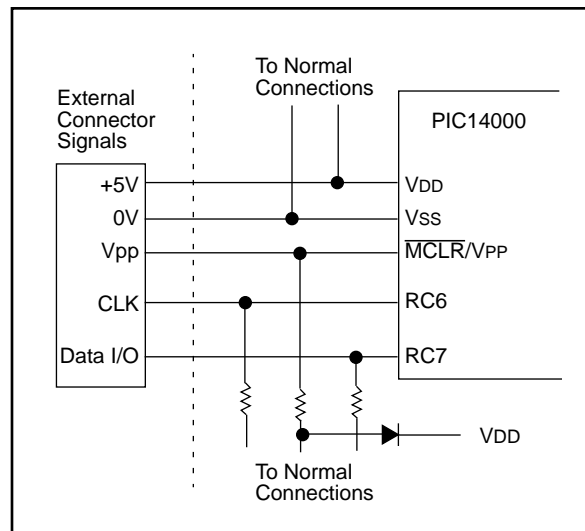 To Normal
Connections
External
Connector
Signals
PIC14000
+5V
VDD
0V
VSS
Vpp
MCLR/VPP
CLK
RC6
Data I/O
RC7
VDD
To Normal
Connections